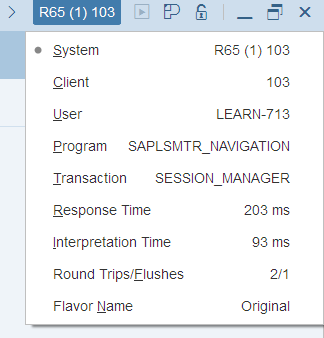 R65 (1) 103
System R65 (1) 103
Client 103
User LEARN-713
Program SAPLSMTR_NAVIGATION
Transaction SESSION_MANAGER
Response Time 203 ms
Interpretation Time 93 ms
Round Trips/Flushes 2/1
Flavor Name Original